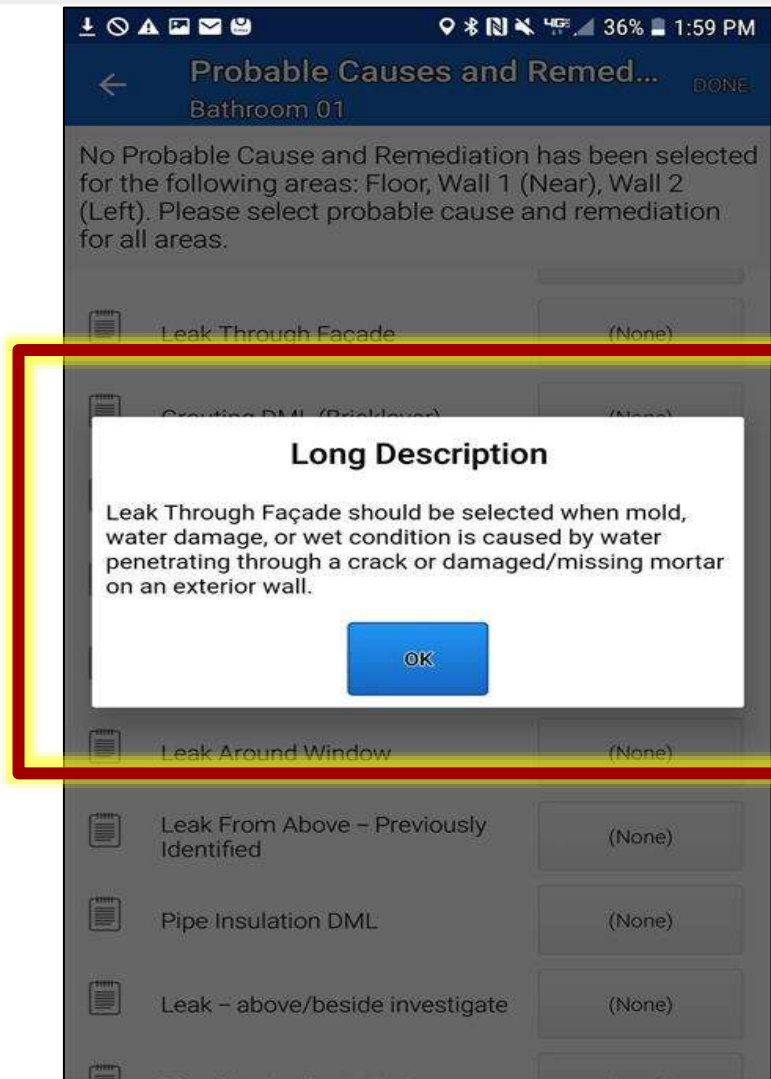 36% 1:59 PM
Probable Causes and Remed... DONE
Bathroom 01
No Probable Cause and Remediation has been selected
for the following areas: Floor, Wall 1 (Near), Wall 2
(Left). Please select probable cause and remediation
for all areas.
Leak Through Façade (None)
Grouting DML (Bricklayer) (None)
Long Description
Leak Through Façade should be selected when mold,
water damage, or wet condition is caused by water
penetrating through a crack or damaged/missing mortar
on an exterior wall.
OK
Leak Around Window (None)
Leak From Above – Previously
Identified (None)
Pipe Insulation DML (None)
Leak – above/beside investigate (None)